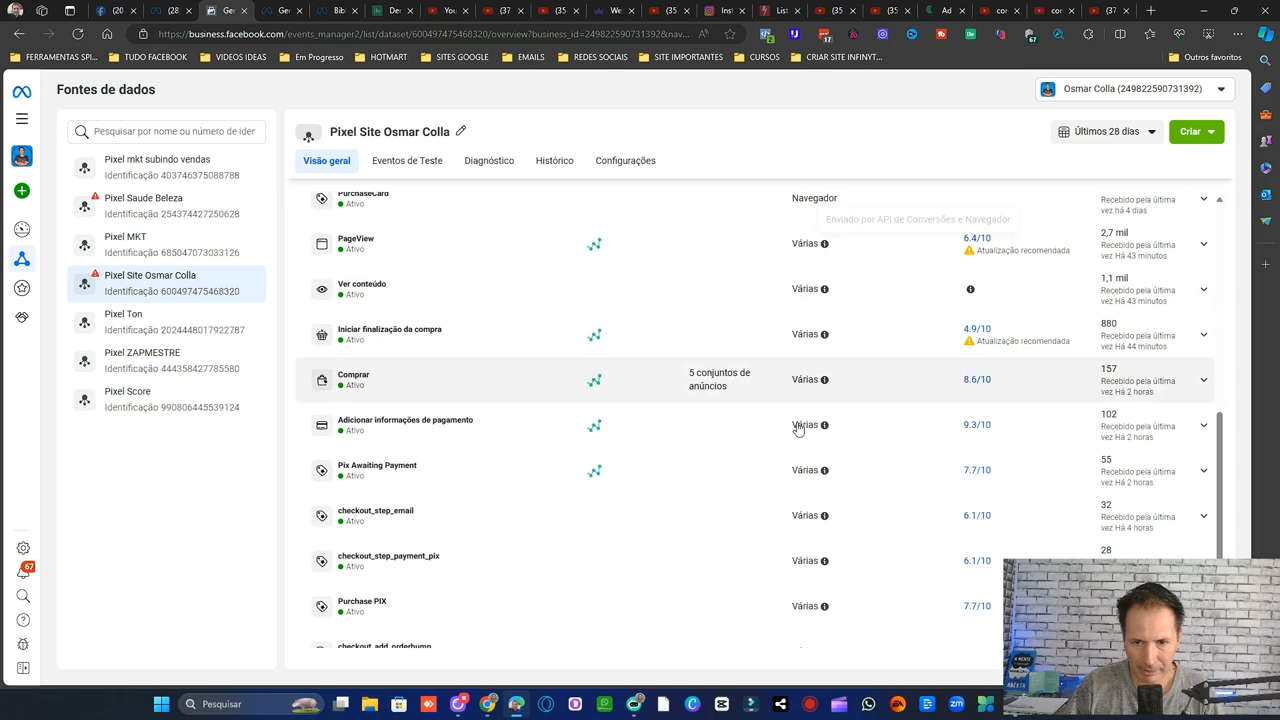 https://business.facebook.com/events_manager2/list/dataset/600497475468320/overview?business_id=249822590731392&nav...
FERRAMENTAS SPI...
TUDO FACEBOOK
VIDEOS IDEAS
Em Progresso
HOTMART
SITES GOOGLE
EMAILS
REDES SOCIAIS
SITE IMPORTANTES
CURSOS
CRIAR SITE INFINYT...
Outros favoritos
Fontes de dados
Osmar Colla (249822590731392)
Pesquisar por nome ou número de iden
Pixel mkt subindo vendas
Identificação 403746375088788
Pixel Saude Beleza
Identificação 254374427250628
Pixel MKT
Identificação 685047073033126
Pixel Site Osmar Colla
Identificação 600497475468320
Pixel Ton
Identificação 2024448017922787
Pixel ZAPMESTRE
Identificação 444358427785580
Pixel Score
Identificação 990806445539124
Pixel Site Osmar Colla
Últimos 28 dias
Criar
Visão geral
Eventos de Teste
Diagnóstico
Histórico
Configurações
PurchaseCard
Ativo
Navegador
Recebido pela última
vez há 4 dias
Enviado por API de Conversões e Navegador
PageView
Ativo
Várias
6.4/10
Atualização recomendada
2,7 mil
Recebido pela última
vez Há 43 minutos
Ver conteúdo
Ativo
Várias
1,1 mil
Recebido pela última
vez Há 43 minutos
Iniciar finalização da compra
Ativo
Várias
4.9/10
Atualização recomendada
880
Recebido pela última
vez Há 44 minutos
Comprar
Ativo
5 conjuntos de
anúncios
Várias
8.6/10
157
Recebido pela última
vez Há 2 horas
Adicionar informações de pagamento
Ativo
Várias
9.3/10
102
Recebido pela última
vez Há 2 horas
Pix Awaiting Payment
Ativo
Várias
7.7/10
55
Recebido pela última
vez Há 2 horas
checkout_step_email
Ativo
Várias
6.1/10
32
Recebido pela última
vez Há 4 horas
checkout_step_payment_pix
Ativo
Várias
6.1/10
28
Purchase PIX
Ativo
Várias
7.7/10
checkout_add_orderbump
67
Pesquisar
A MENTE